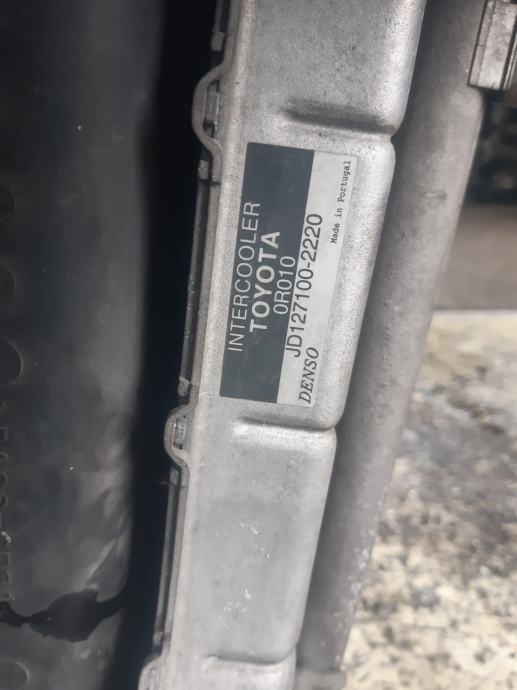 INTERCOOLER
TOYOTA
0R010
JD127100-2220
DENSO
Made in Portugal